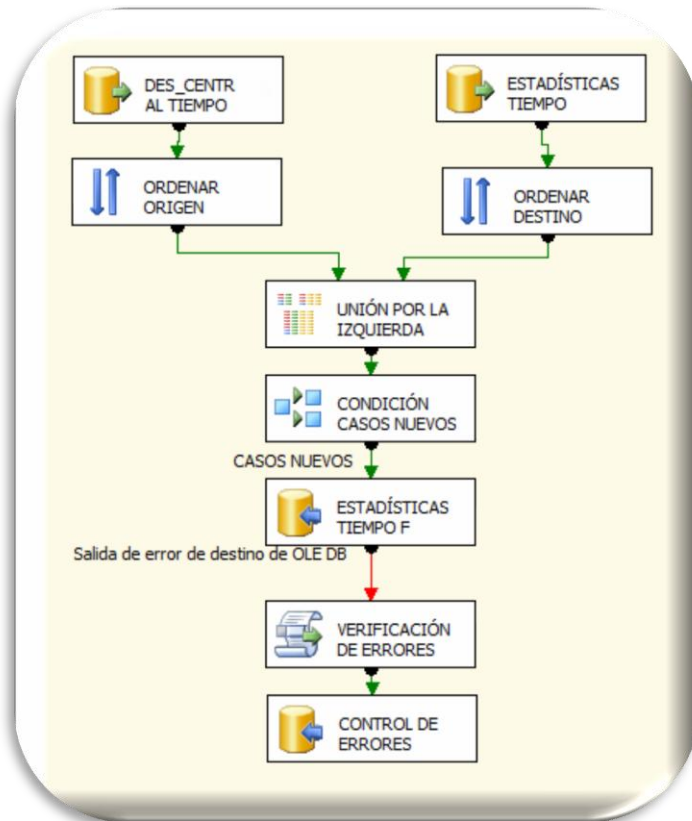 DES_CENTR
AL TIEMPO
ESTADÍSTICAS
TIEMPO
ORDENAR
ORIGEN
ORDENAR
DESTINO
UNIÓN POR LA
IZQUIERDA
CONDICIÓN
CASOS NUEVOS
CASOS NUEVOS
ESTADÍSTICAS
TIEMPO F
Salida de error de destino de OLE DB
VERIFICACIÓN
DE ERRORES
CONTROL DE
ERRORES